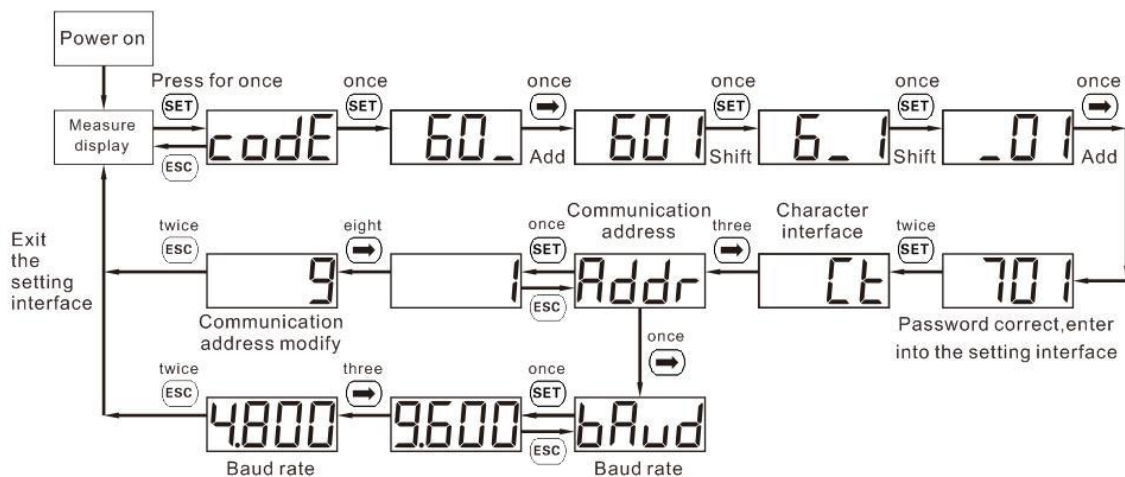 Power on
Press for once
once
once
once
once
once
SET
SET
➡
SET
SET
➡
Measure
display
codE
60_
601
6_1
_01
ESC
Add
Shift
Shift
Add
Exit
the
setting
interface
twice
ESC
eight
➡
once
SET
Communication
address
three
➡
Character
interface
twice
SET
9
1
Addr
Ct
701
ESC
Communication
address modify
Password correct,enter
into the setting interface
once
➡
twice
ESC
three
➡
once
SET
4.800
9.600
bAud
ESC
Baud rate
Baud rate